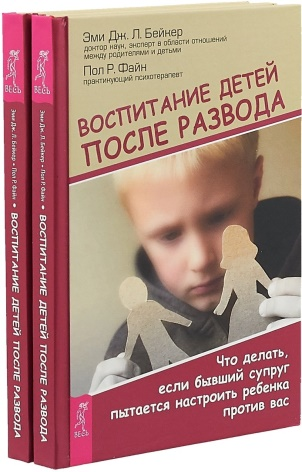 Эми Дж. Л. Бейкер
доктор наук, эксперт в области отношений
между родителями и детьми
Пол Р. Файн
практикующий психотерапевт
ВОСПИТАНИЕ ДЕТЕЙ
ПОСЛЕ РАЗВОДА
Что делать,
если бывший супруг
пытается настроить ребенка
против вас
ВЕСЬ
Эми Дж. Л. Бейкер • Пол Р. Файн • ВОСПИТАНИЕ ДЕТЕЙ ПОСЛЕ РАЗВОДА
ВЕСЬ
Эми Дж. Л. Бейкер • Пол Р. Файн • ВОСПИТАНИЕ ДЕТЕЙ ПОСЛЕ РАЗВОДА
ВЕСЬ
ВЕСЬ